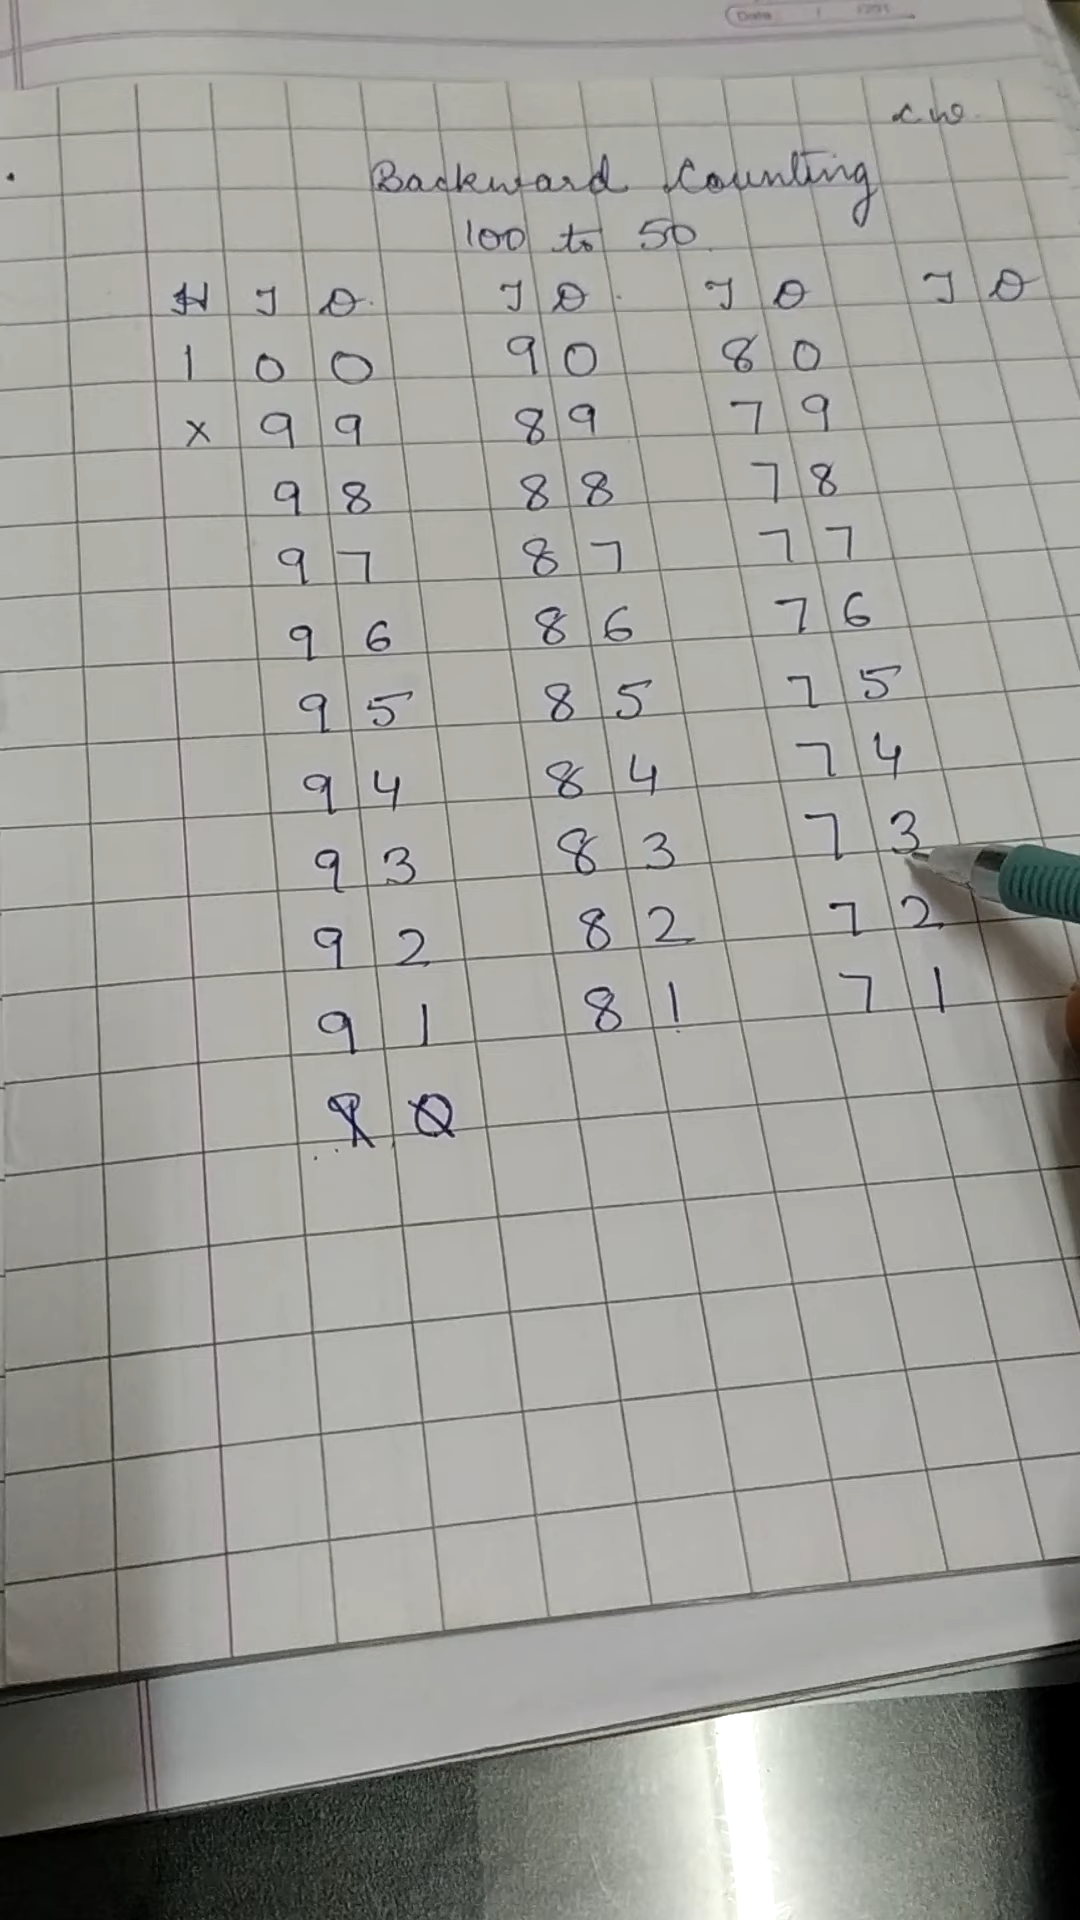 Date
c.w.
Backward Counting
100 to 50.
H T O. T O. T O T O
1 0 0 9 0 8 0
x 9 9 8 9 7 9
9 8 8 8 7 8
9 7 8 7 7 7
9 6 8 6 7 6
9 5 8 5 7 5
9 4 8 4 7 4
9 3 8 3 7 3
9 2 8 2 7 2
9 1 8 1 7 1
9 0